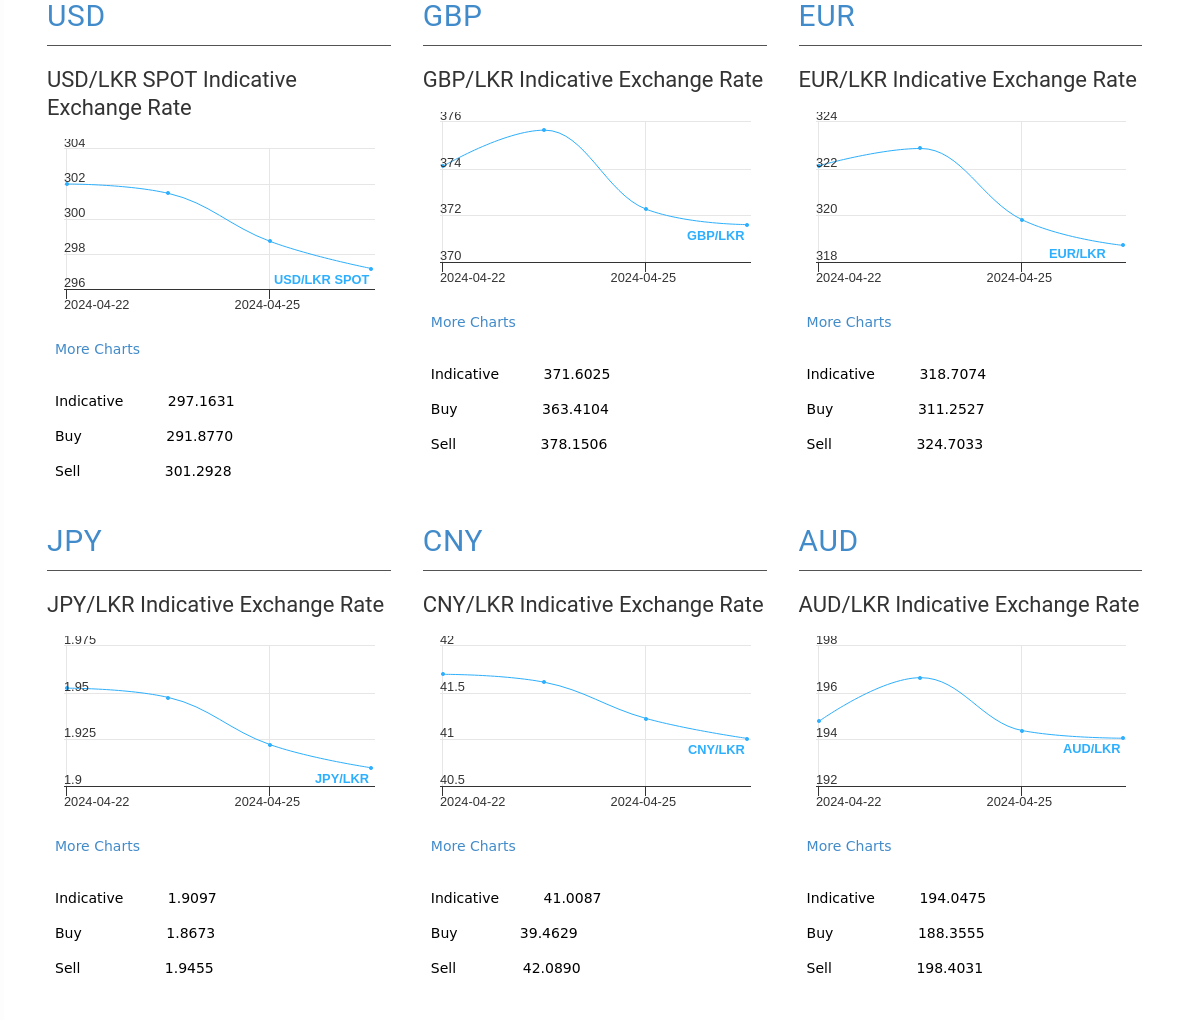 USD
USD/LKR SPOT Indicative
Exchange Rate
304
302
300
298
296
USD/LKR SPOT
2024-04-22
2024-04-25
More Charts
Indicative 297.1631
Buy 291.8770
Sell 301.2928
GBP
GBP/LKR Indicative Exchange Rate
376
374
372
370
GBP/LKR
2024-04-22
2024-04-25
More Charts
Indicative 371.6025
Buy 363.4104
Sell 378.1506
EUR
EUR/LKR Indicative Exchange Rate
324
322
320
318
EUR/LKR
2024-04-22
2024-04-25
More Charts
Indicative 318.7074
Buy 311.2527
Sell 324.7033
JPY
JPY/LKR Indicative Exchange Rate
1.975
1.95
1.925
1.9
JPY/LKR
2024-04-22
2024-04-25
More Charts
Indicative 1.9097
Buy 1.8673
Sell 1.9455
CNY
CNY/LKR Indicative Exchange Rate
42
41.5
41
40.5
CNY/LKR
2024-04-22
2024-04-25
More Charts
Indicative 41.0087
Buy 39.4629
Sell 42.0890
AUD
AUD/LKR Indicative Exchange Rate
198
196
194
192
AUD/LKR
2024-04-22
2024-04-25
More Charts
Indicative 194.0475
Buy 188.3555
Sell 198.4031